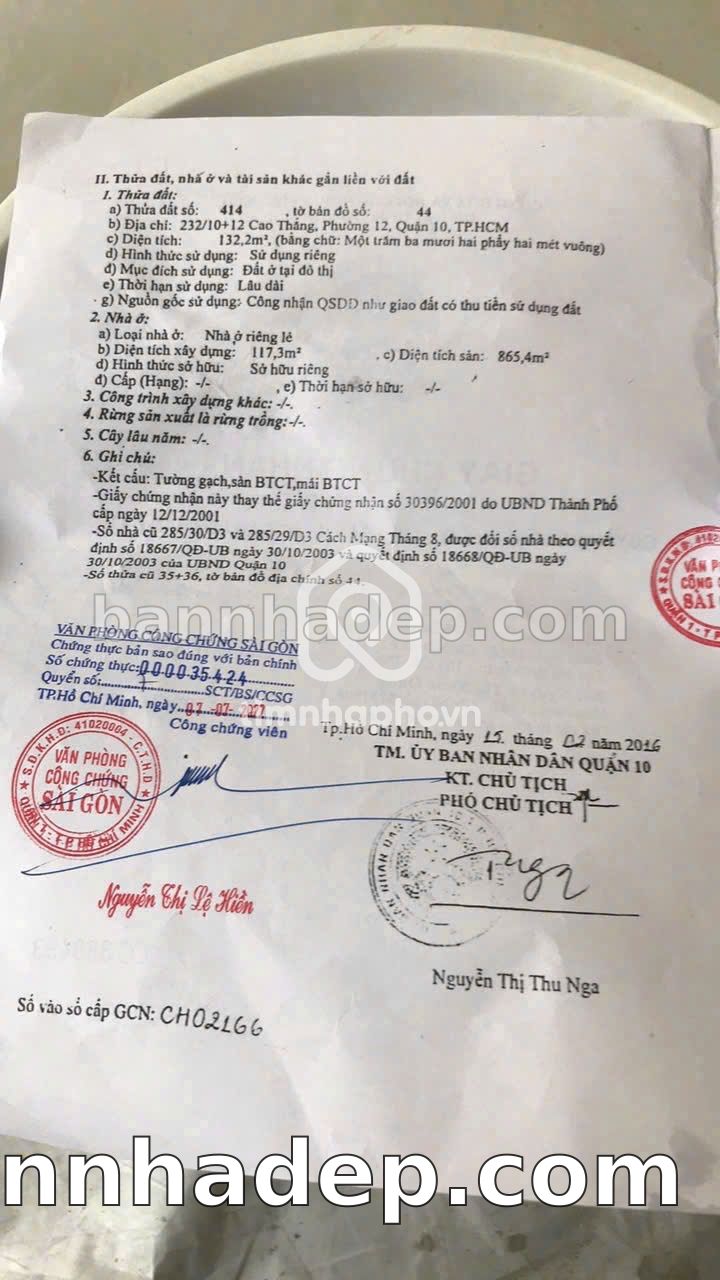 II. Thửa đất, nhà ở và tài sản khác gắn liền với đất
1. Thửa đất:
a) Thửa đất số: 414 , tờ bản đồ số: 44
b) Địa chỉ: 232/10+12 Cao Thắng, Phường 12, Quận 10, TP.HCM
c) Diện tích: 132,2m², (bằng chữ: Một trăm ba mươi hai phẩy hai mét vuông)
d) Hình thức sử dụng: Sử dụng riêng
đ) Mục đích sử dụng: Đất ở tại đô thị
e) Thời hạn sử dụng: Lâu dài
g) Nguồn gốc sử dụng: Công nhận QSDĐ như giao đất có thu tiền sử dụng đất
2. Nhà ở:
a) Loại nhà ở: Nhà ở riêng lẻ
b) Diện tích xây dựng: 117,3m² , c) Diện tích sàn: 865,4m²
d) Hình thức sở hữu: Sở hữu riêng
đ) Cấp (Hạng): -/- , e) Thời hạn sở hữu: -/-
3. Công trình xây dựng khác: -/-.
4. Rừng sản xuất là rừng trồng:-/-.
5. Cây lâu năm: -/-.
6. Ghi chú:
-Kết cấu: Tường gạch,sàn BTCT,mái BTCT
-Giấy chứng nhận này thay thế giấy chứng nhận số 30396/2001 do UBND Thành Phố
cấp ngày 12/12/2001
-Số nhà cũ 285/30/D3 và 285/29/D3 Cách Mạng Tháng 8, được đổi số nhà theo quyết
định số 18667/QĐ-UB ngày 30/10/2003 và quyết định số 18668/QĐ-UB ngày
30/10/2003 của UBND Quận 10
-Số thửa cũ 35+36, tờ bản đồ địa chính số 44.
bannhadep.com
VĂN PHÒNG CÔNG CHỨNG SÀI GÒN
Chứng thực bản sao đúng với bản chính
Số chứng thực: 000035424
Quyển số: SCT/BS/CCSG
TP.Hồ Chí Minh, ngày 07-07-2022
Công chứng viên
timnhaphovn
Tp.Hồ Chí Minh, ngày 15 tháng 02 năm 2016
TM. ỦY BAN NHÂN DÂN QUẬN 10
KT. CHỦ TỊCH
PHÓ CHỦ TỊCH
S.Đ.K.H.Đ: 41020004 - C.T.H.D
VĂN PHÒNG
CÔNG CHỨNG
SÀI GÒN
QUẬN 1 - T.P HỒ CHÍ MINH
Nga
Nguyễn Thị Lệ Hiền
Nguyễn Thị Thu Nga
Số vào sổ cấp GCN: CH02166
nnhadep.com